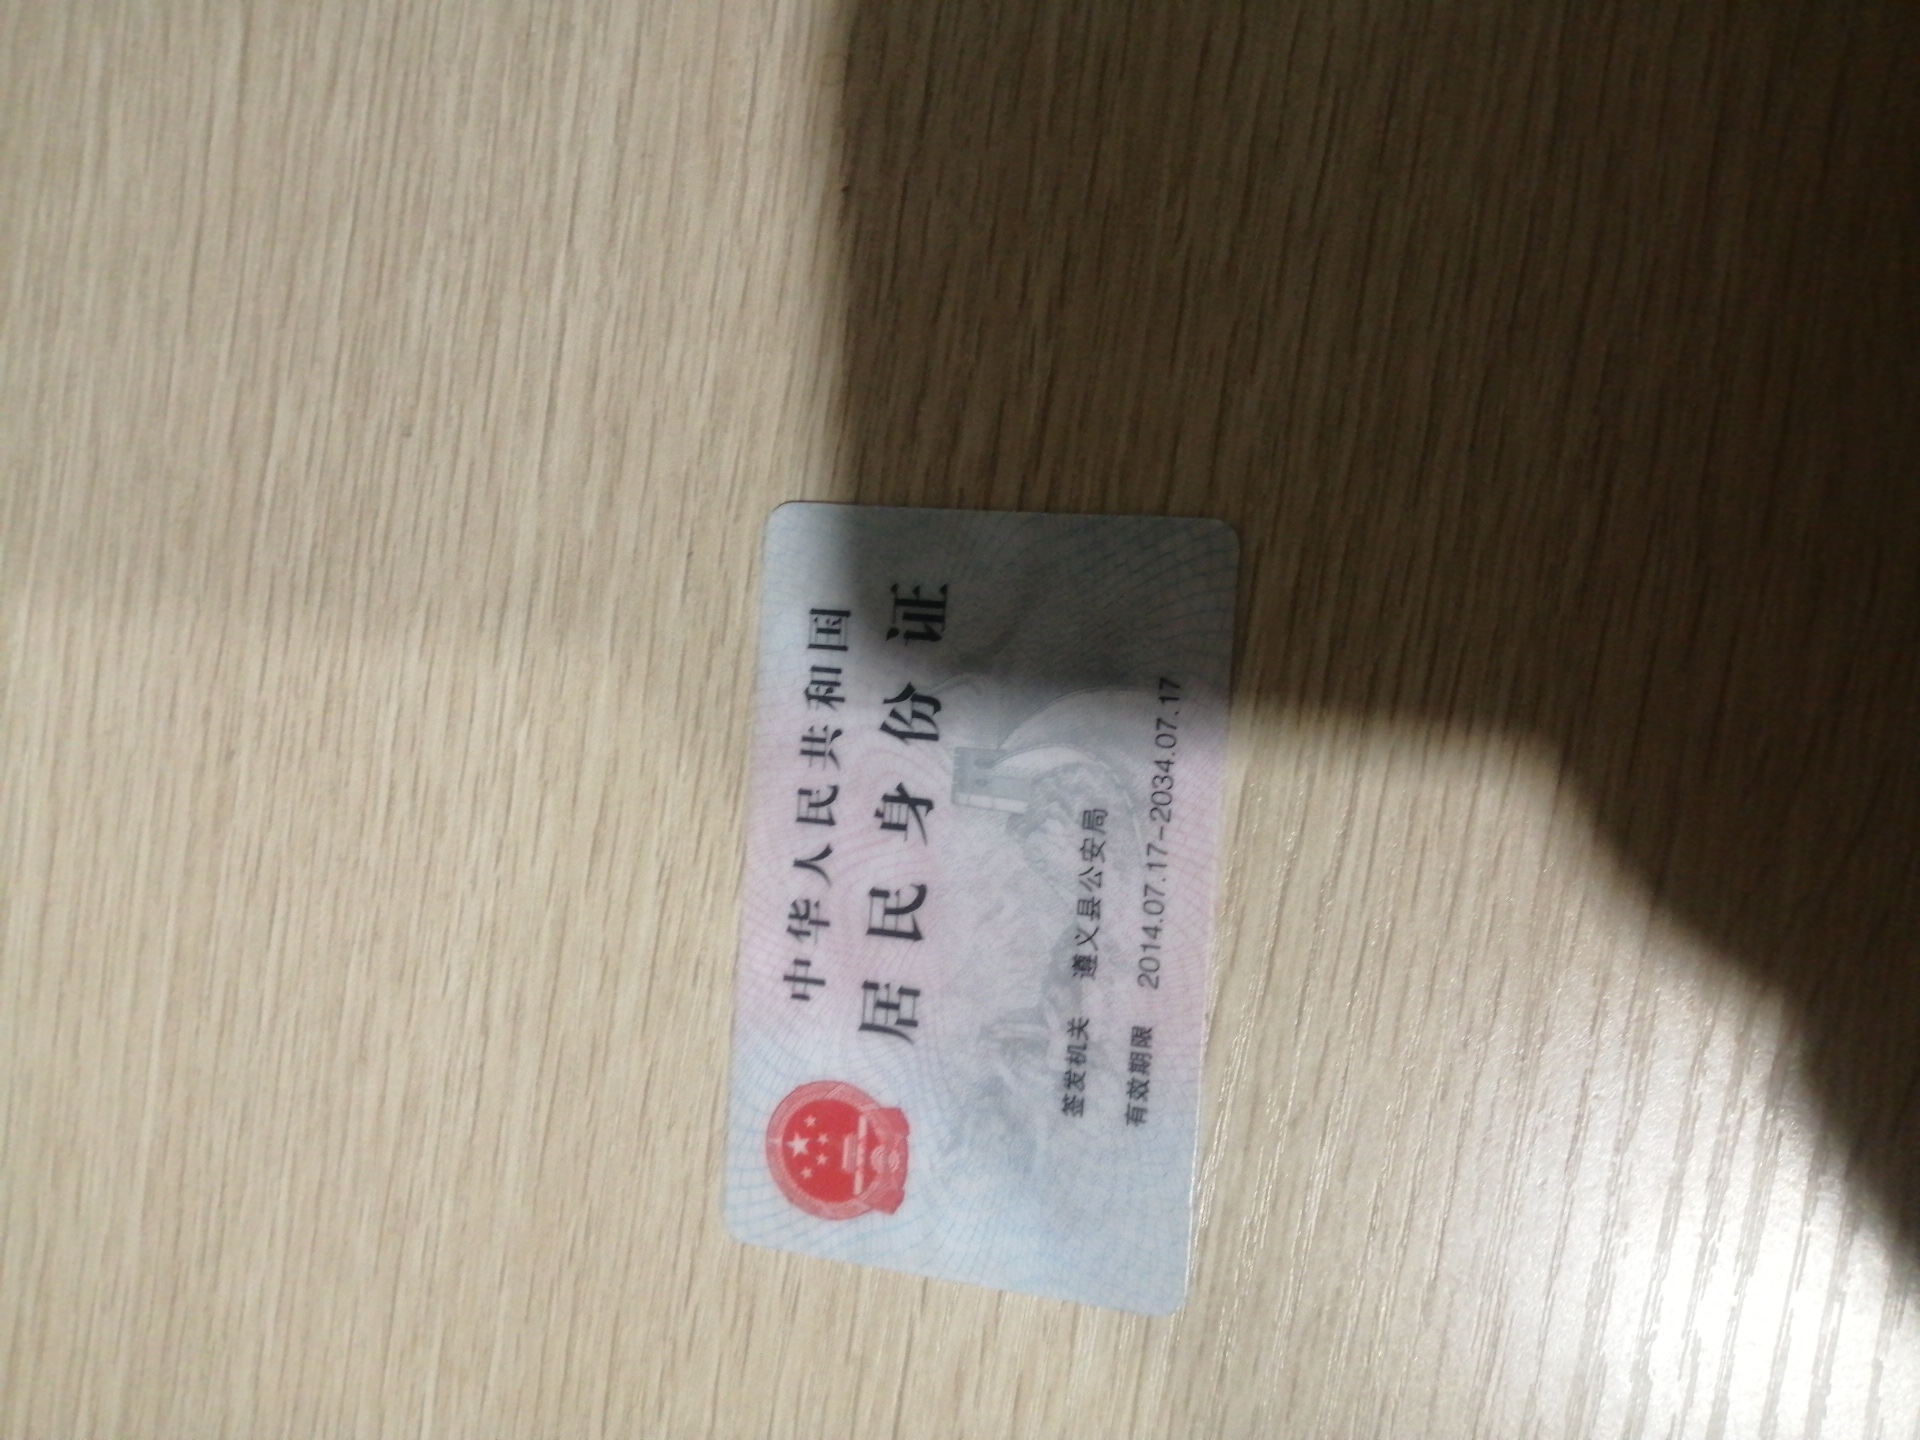 中华人民共和国
居民身份证
签发机关 遵义县公安局
有效期限 2014.07.17-2034.07.17